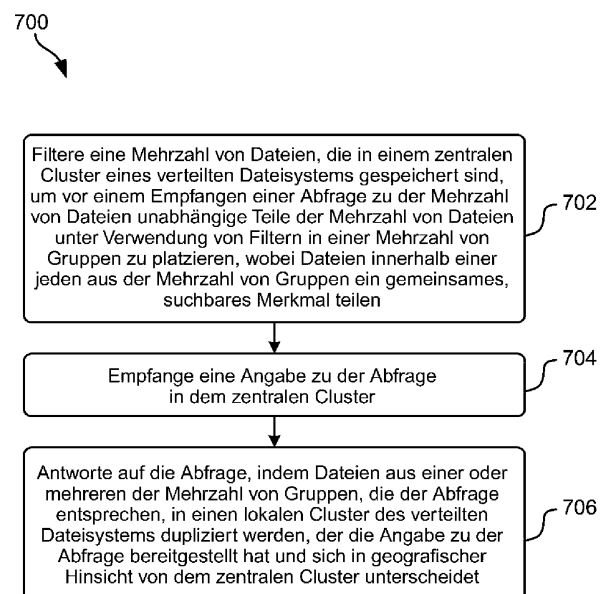 700
Filtere eine Mehrzahl von Dateien, die in einem zentralen
Cluster eines verteilten Dateisystems gespeichert sind,
um vor einem Empfangen einer Abfrage zu der Mehrzahl
von Dateien unabhängige Teile der Mehrzahl von Dateien
unter Verwendung von Filtern in einer Mehrzahl von
Gruppen zu platzieren, wobei Dateien innerhalb einer
jeden aus der Mehrzahl von Gruppen ein gemeinsames,
suchbares Merkmal teilen
702
Empfange eine Angabe zu der Abfrage
in dem zentralen Cluster
704
Antworte auf die Abfrage, indem Dateien aus einer oder
mehreren der Mehrzahl von Gruppen, die der Abfrage
entsprechen, in einen lokalen Cluster des verteilten
Dateisystems dupliziert werden, der die Angabe zu der
Abfrage bereitgestellt hat und sich in geografischer
Hinsicht von dem zentralen Cluster unterscheidet
706